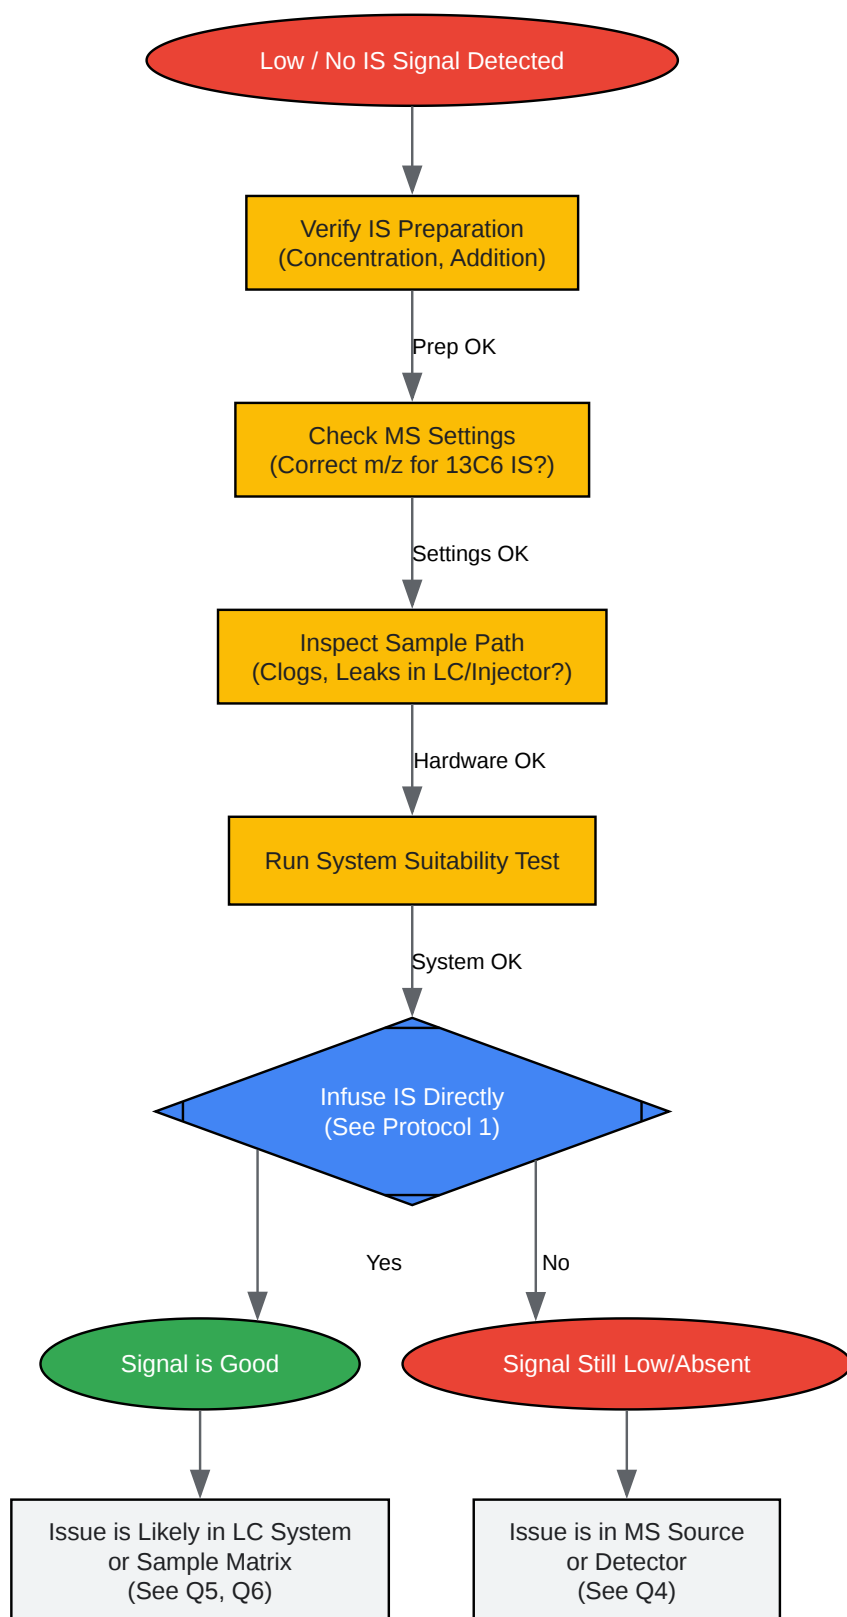 Low / No IS Signal Detected
Verify IS Preparation
(Concentration, Addition)
Prep OK
Check MS Settings
(Correct m/z for 13C6 IS?)
Settings OK
Inspect Sample Path
(Clogs, Leaks in LC/Injector?)
Hardware OK
Run System Suitability Test
System OK
Infuse IS Directly
(See Protocol 1)
Yes
No
Signal is Good
Signal Still Low/Absent
Issue is Likely in LC System
or Sample Matrix
(See Q5, Q6)
Issue is in MS Source
or Detector
(See Q4)